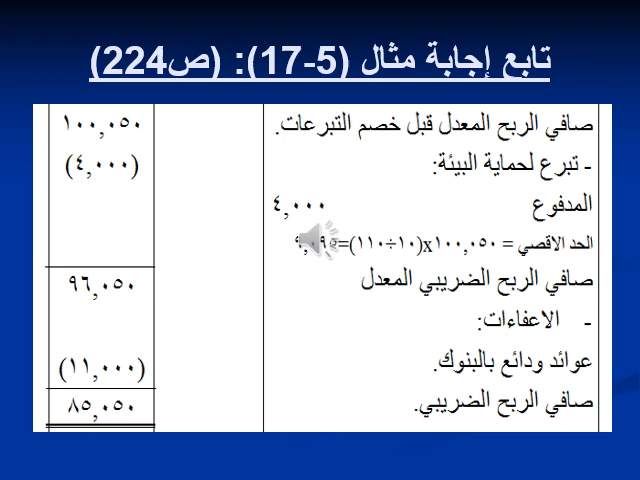 تابع إجابة مثال (5-17): (ص224)
صافي الربح المعدل قبل خصم التبرعات. ١٠٠,٠٥٠
- تبرع لحماية البيئة: (٤,٠٠٠)
المدفوع ٤,٠٠٠
الحد الاقصي = ١٠٠,٠٥٠x(١٠÷١١٠)=٩,٠٩٥
صافي الربح الضريبي المعدل ٩٦,٠٥٠
- الاعفاءات:
عوائد ودائع بالبنوك. (١١,٠٠٠)
صافي الربح الضريبي. ٨٥,٠٥٠